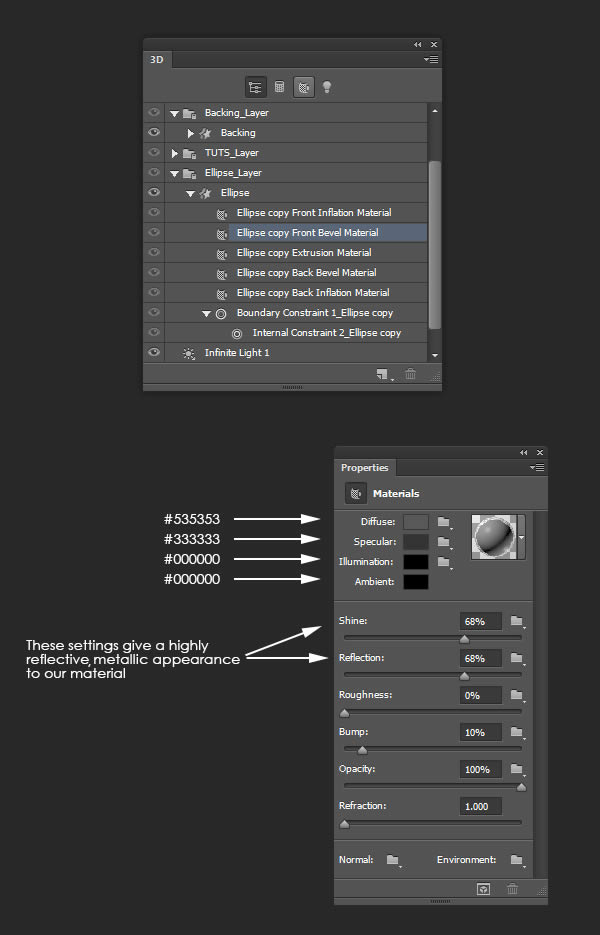 3D
Backing_Layer
Backing
TUTS_Layer
Ellipse_Layer
Ellipse
Ellipse copy Front Inflation Material
Ellipse copy Front Bevel Material
Ellipse copy Extrusion Material
Ellipse copy Back Bevel Material
Ellipse copy Back Inflation Material
Boundary Constraint 1_Ellipse copy
Internal Constraint 2_Ellipse copy
Infinite Light 1
Properties
Materials
#535353 Diffuse:
#333333 Specular:
#000000 Illumination:
#000000 Ambient:
Shine: 68%
These settings give a highly
reflective, metallic appearance
to our material
Reflection: 68%
Roughness: 0%
Bump: 10%
Opacity: 100%
Refraction: 1.000
Normal: Environment: